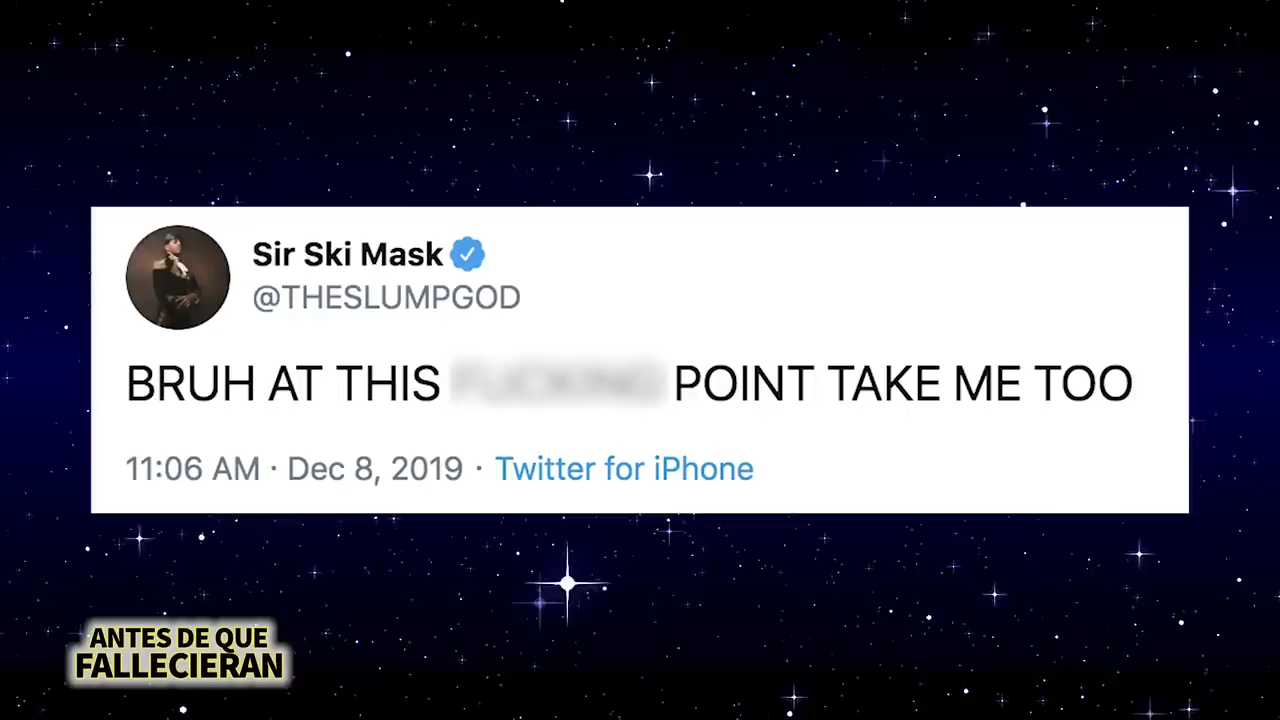 Sir Ski Mask
@THESLUMPGOD
BRUH AT THIS POINT TAKE ME TOO
11:06 AM · Dec 8, 2019 · Twitter for iPhone
ANTES DE QUE
FALLECIERAN